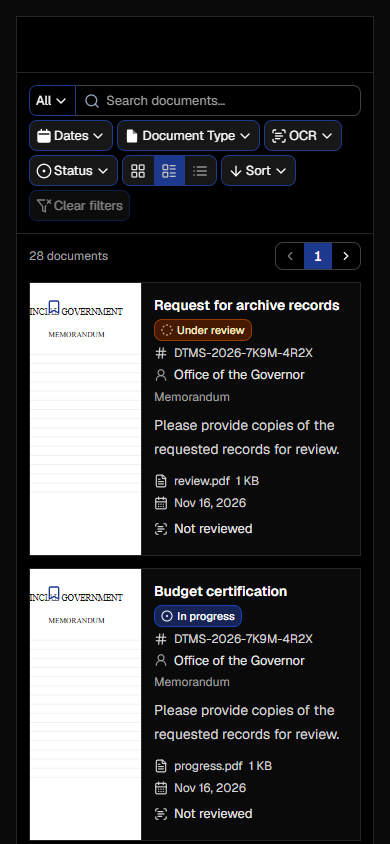 All
Search documents...
Dates
Document Type
OCR
Status
Sort
Clear filters
28 documents
1
GOVERNMENT
MEMORANDUM
Request for archive records
Under review
DTMS-2026-7K9M-4R2X
Office of the Governor
Memorandum
Please provide copies of the
requested records for review.
review.pdf 1 KB
Nov 16, 2026
Not reviewed
GOVERNMENT
MEMORANDUM
Budget certification
In progress
DTMS-2026-7K9M-4R2X
Office of the Governor
Memorandum
Please provide copies of the
requested records for review.
progress.pdf 1 KB
Nov 16, 2026
Not reviewed